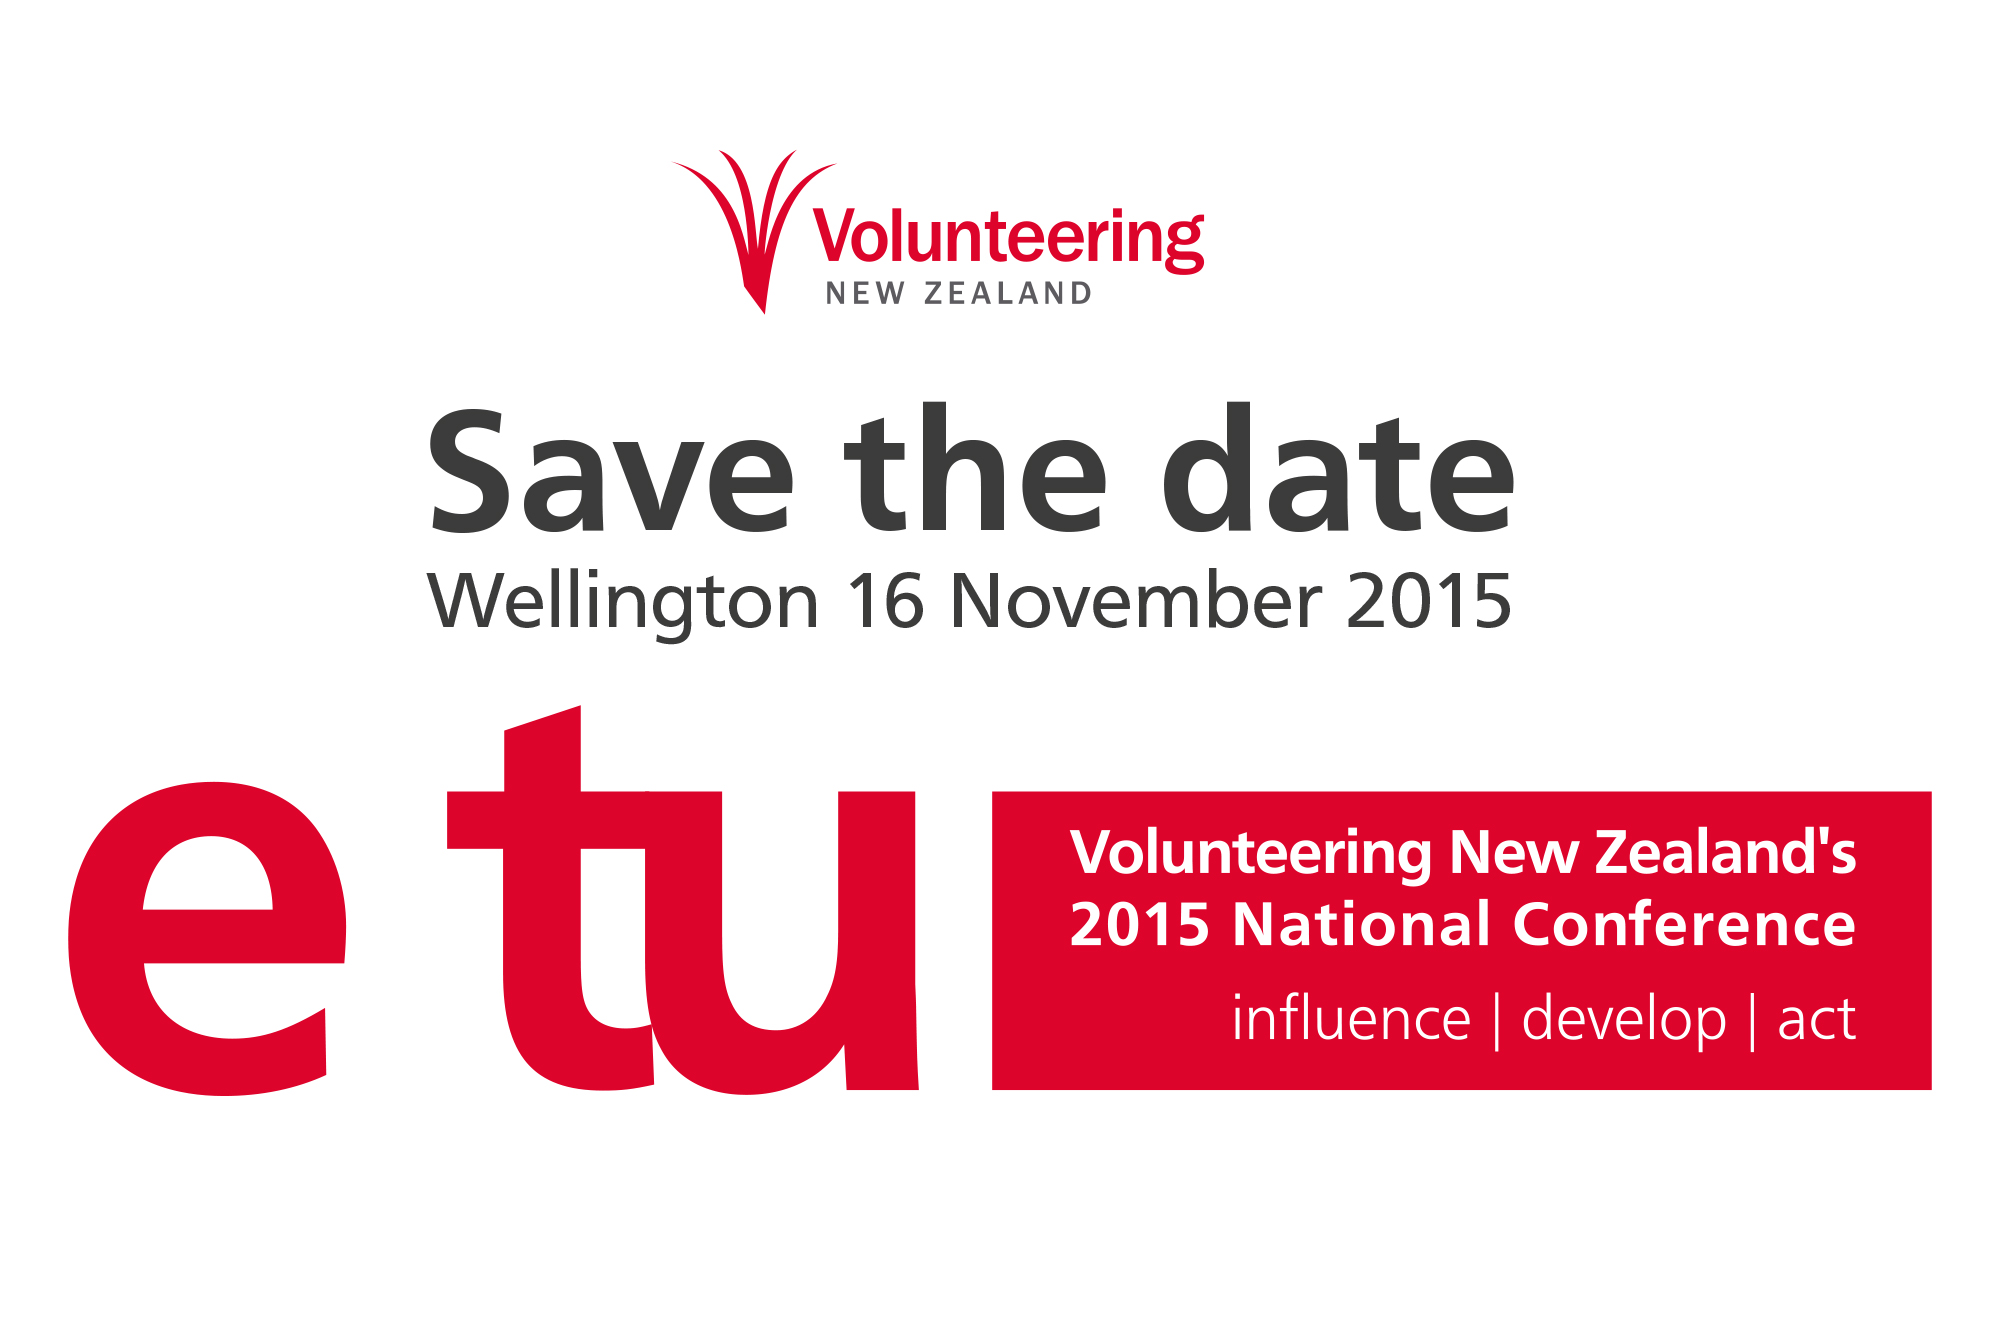 Volunteering
NEW ZEALAND
Save the date
Wellington 16 November 2015
e tu
Volunteering New Zealand's
2015 National Conference
influence | develop | act